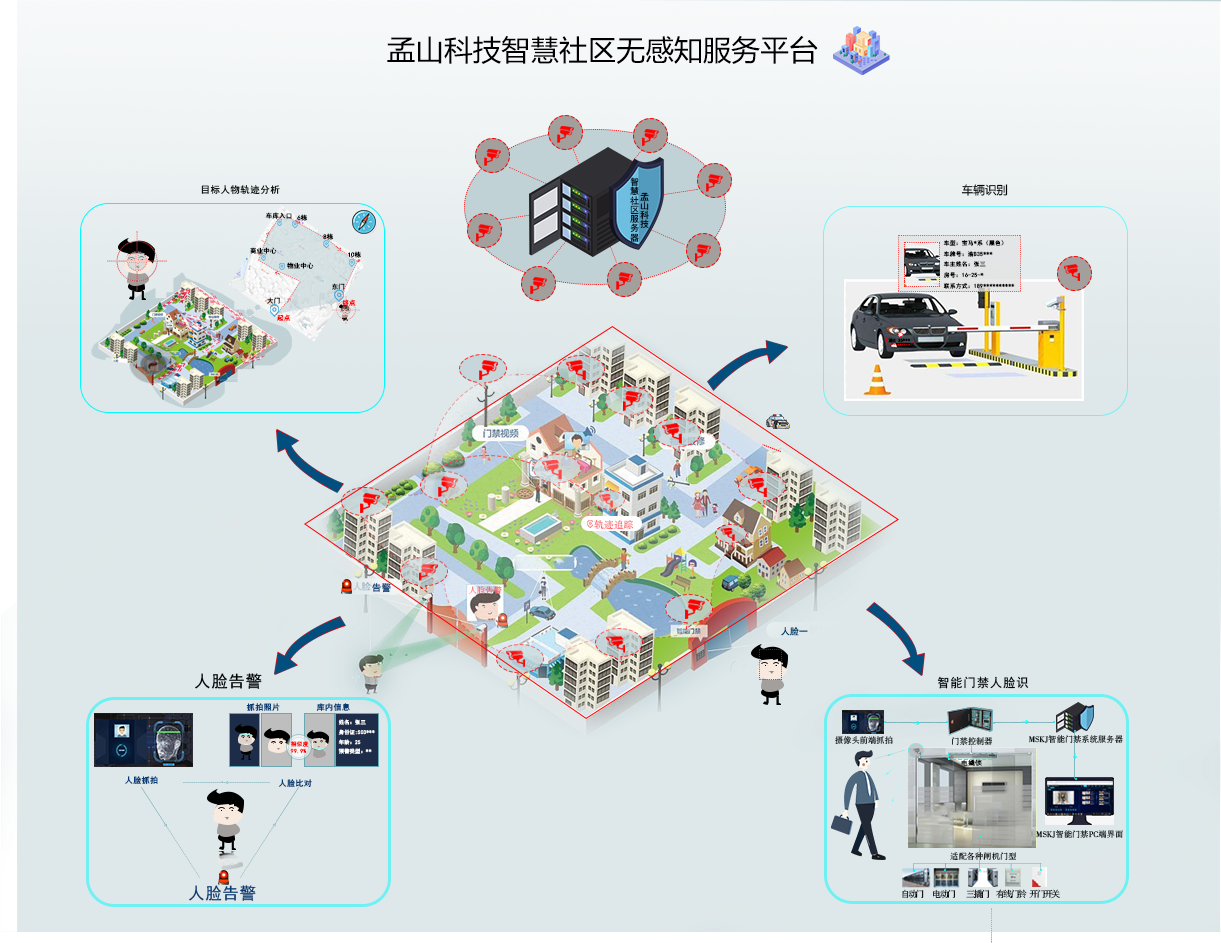 孟山科技智慧社区无感知服务平台
孟山科技
智慧社区服务器
目标人物轨迹分析
车库入口
6栋
8栋
10栋
商业中心
物业中心
东门
大门
起点
终点
车辆识别
车型:宝马*系(黑色)
车牌号:渝B35***
车主姓名:张三
房号:16-25-*
联系方式:189**********
门禁视频
轨迹追踪
人脸告警
人脸告警
智能门禁
人脸一
人脸告警
抓拍照片
库内信息
姓名:张三
身份证:503***
年龄:25
预警类型:**
相似度
99.9%
人脸抓拍
人脸比对
人脸告警
智能门禁人脸识
摄像头前端抓拍
门禁控制器
MSKJ智能门禁系统服务器
电磁锁
MSKJ智能门禁PC端界面
适配各种闸机门型
自动门
电动门
三辊门
有线门铃
开门开关